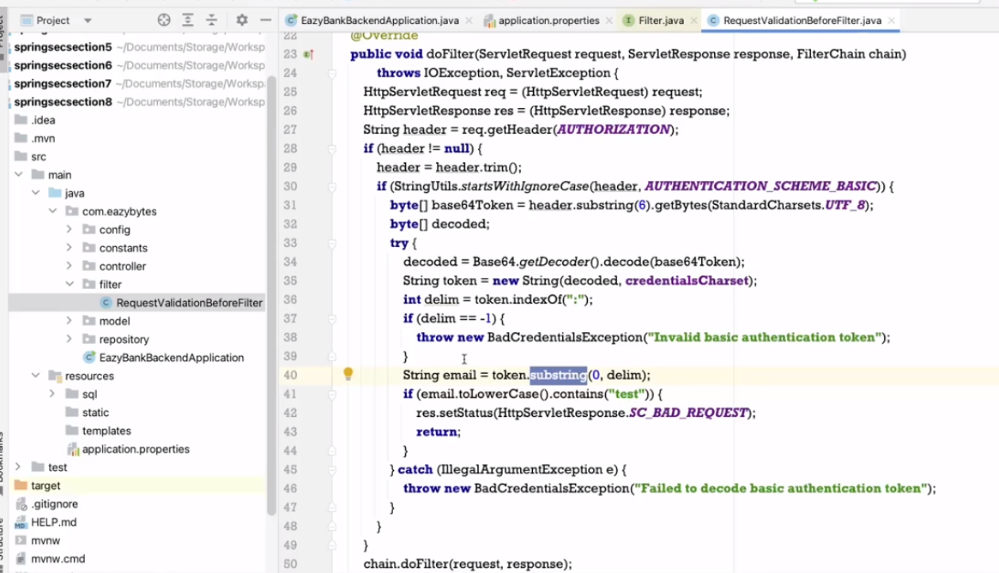 Project
EazyBankBackendApplication.java
application.properties
Filter.java
RequestValidationBeforeFilter.java
springsecsection5 ~/Documents/Storage/Worksp
springsecsection6 ~/Documents/Storage/Worksp
springsecsection7 ~/Documents/Storage/Worksp
springsecsection8 ~/Documents/Storage/Worksp
.idea
.mvn
src
main
java
com.eazybytes
config
constants
controller
filter
RequestValidationBeforeFilter
model
repository
EazyBankBackendApplication
resources
sql
static
templates
application.properties
test
target
.gitignore
HELP.md
mvnw
mvnw.cmd
22 @Override
23 public void doFilter(ServletRequest request, ServletResponse response, FilterChain chain)
24 throws IOException, ServletException {
25 HttpServletRequest req = (HttpServletRequest) request;
26 HttpServletResponse res = (HttpServletResponse) response;
27 String header = req.getHeader(AUTHORIZATION);
28 if (header != null) {
29 header = header.trim();
30 if (StringUtils.startsWithIgnoreCase(header, AUTHENTICATION_SCHEME_BASIC)) {
31 byte[] base64Token = header.substring(6).getBytes(StandardCharsets.UTF_8);
32 byte[] decoded;
33 try {
34 decoded = Base64.getDecoder().decode(base64Token);
35 String token = new String(decoded, credentialsCharset);
36 int delim = token.indexOf(":");
37 if (delim == -1) {
38 throw new BadCredentialsException("Invalid basic authentication token");
39 }
40 String email = token.substring(0, delim);
41 if (email.toLowerCase().contains("test")) {
42 res.setStatus(HttpServletResponse.SC_BAD_REQUEST);
43 return;
44 }
45 } catch (IllegalArgumentException e) {
46 throw new BadCredentialsException("Failed to decode basic authentication token");
47 }
48 }
49 }
50 chain.doFilter(request, response);